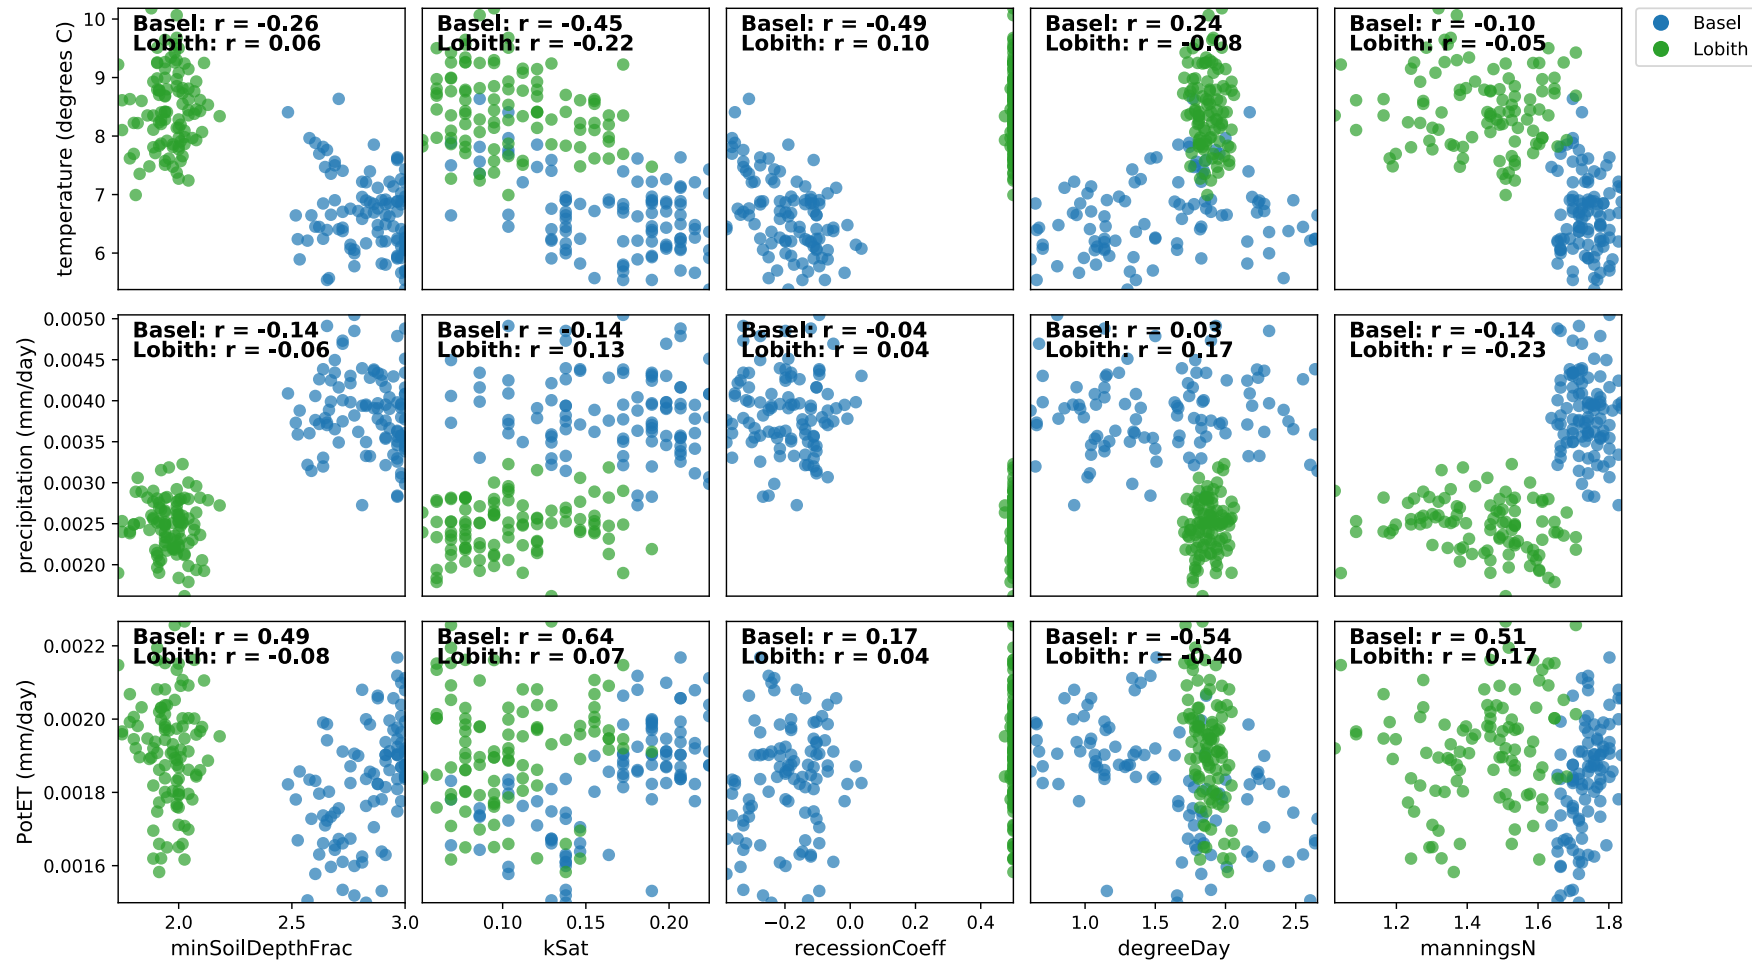 Basel
Lobith
temperature (degrees C)
10
9
8
7
6
Basel: r = -0.26
Lobith: r = 0.06
Basel: r = -0.45
Lobith: r = -0.22
Basel: r = -0.49
Lobith: r = 0.10
Basel: r = 0.24
Lobith: r = -0.08
Basel: r = -0.10
Lobith: r = -0.05
precipitation (mm/day)
0.0050
0.0045
0.0040
0.0035
0.0030
0.0025
0.0020
Basel: r = -0.14
Lobith: r = -0.06
Basel: r = -0.14
Lobith: r = 0.13
Basel: r = -0.04
Lobith: r = 0.04
Basel: r = 0.03
Lobith: r = 0.17
Basel: r = -0.14
Lobith: r = -0.23
PotET (mm/day)
0.0022
0.0020
0.0018
0.0016
Basel: r = 0.49
Lobith: r = -0.08
Basel: r = 0.64
Lobith: r = 0.07
Basel: r = 0.17
Lobith: r = 0.04
Basel: r = -0.54
Lobith: r = -0.40
Basel: r = 0.51
Lobith: r = 0.17
2.0 2.5 3.0
minSoilDepthFrac
0.10 0.15 0.20
kSat
−0.2 0.0 0.2 0.4
recessionCoeff
1.0 1.5 2.0 2.5
degreeDay
1.2 1.4 1.6 1.8
manningsN